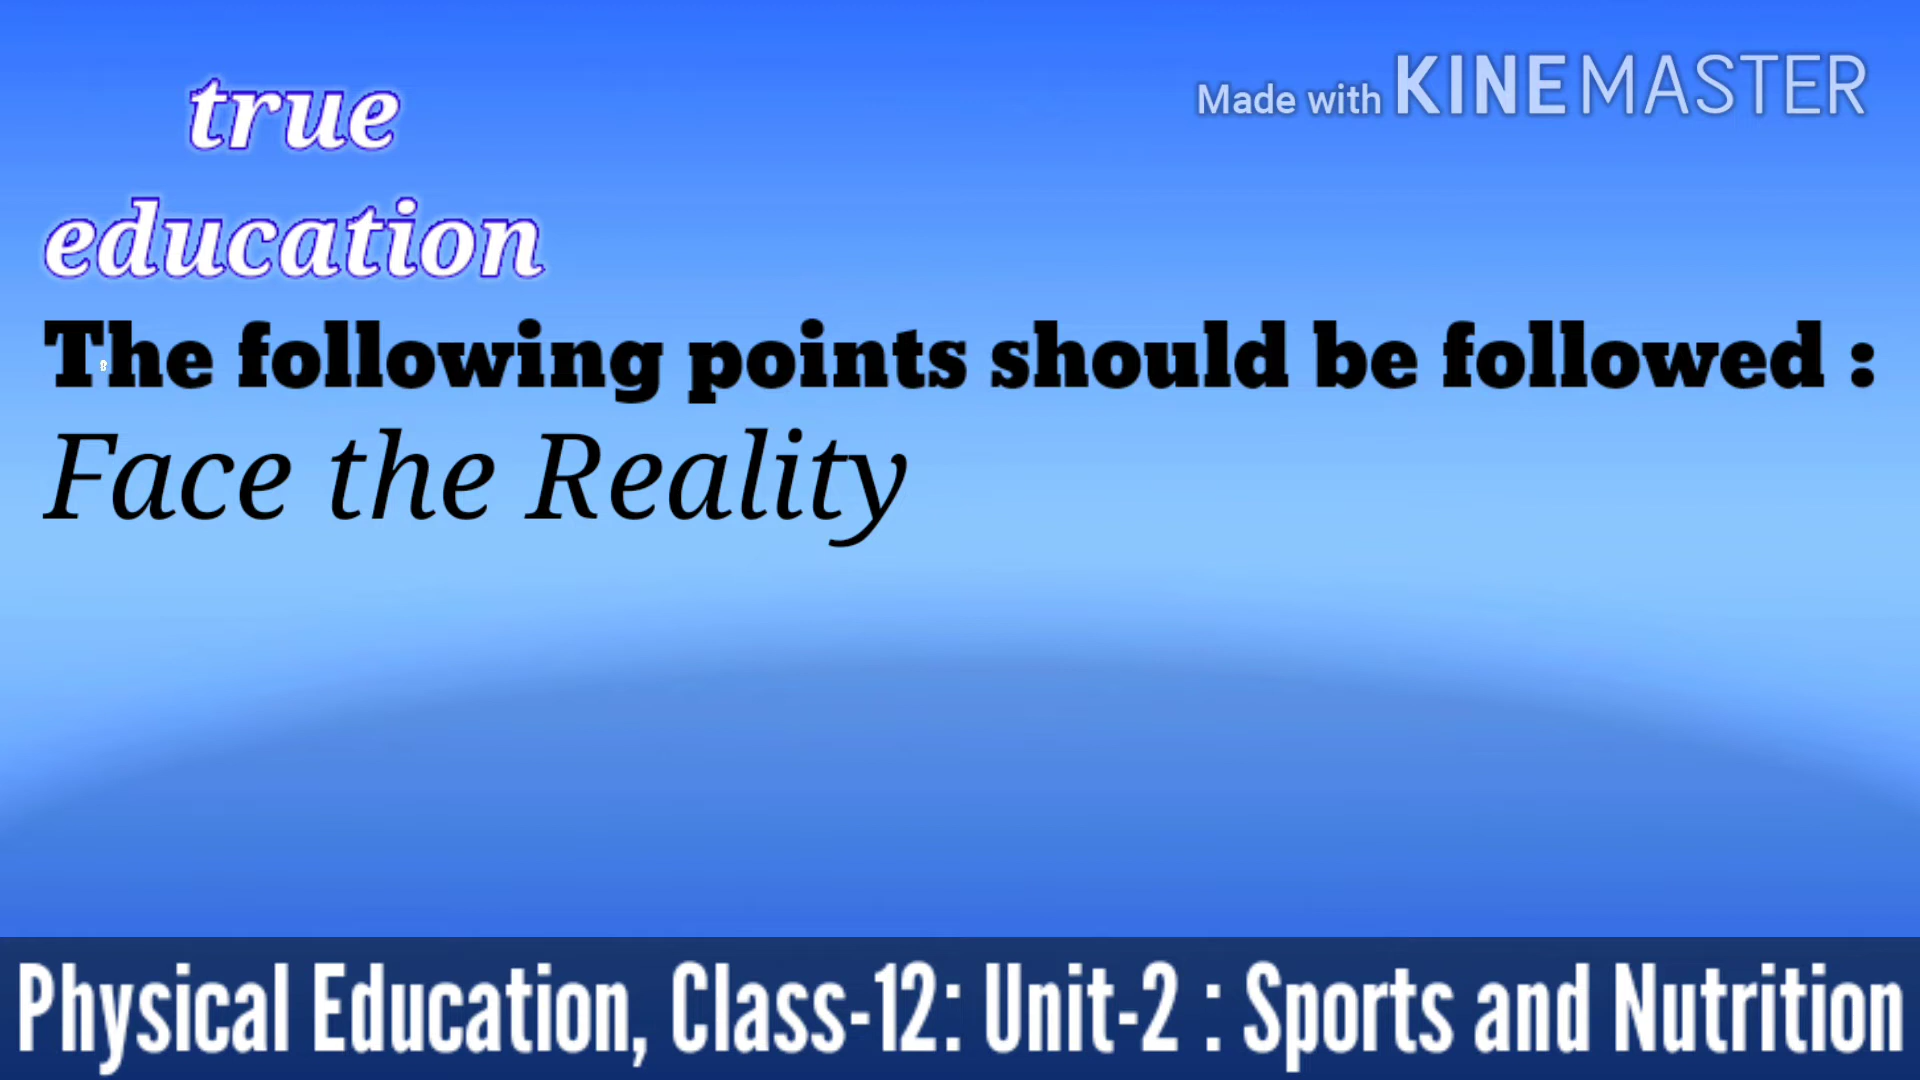 true
education
Made with KINEMASTER
The following points should be followed :
Face the Reality
Physical Education, Class-12: Unit-2 : Sports and Nutrition